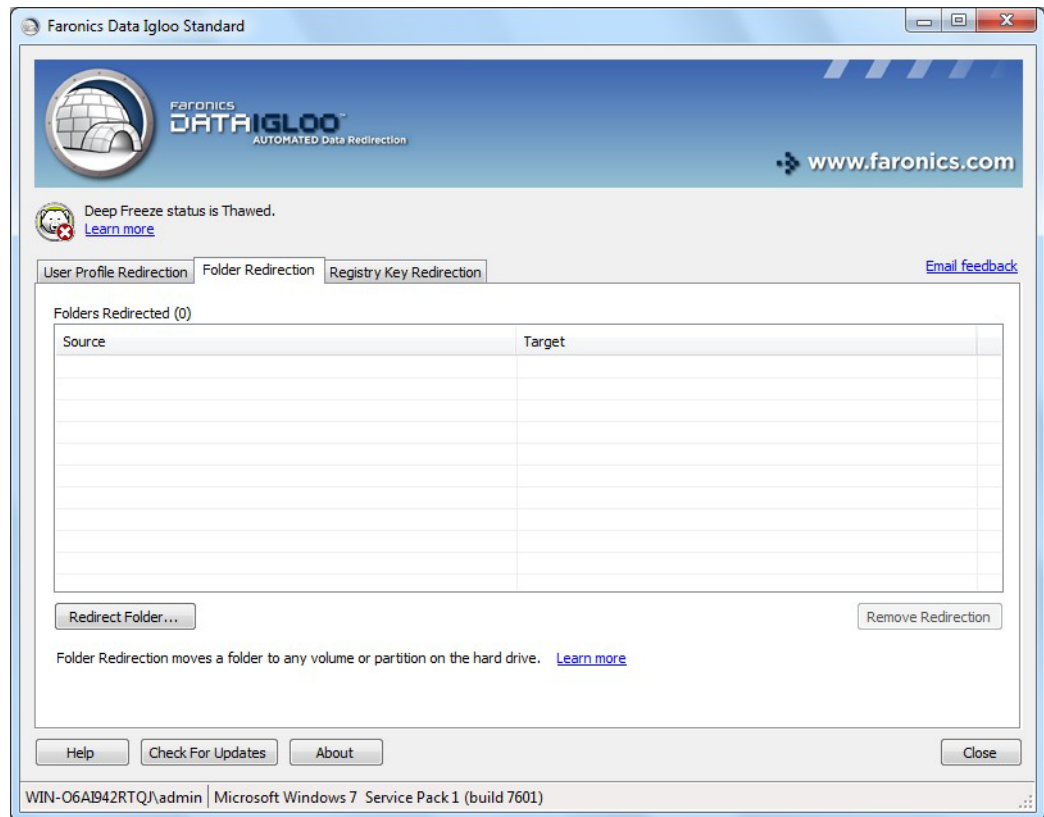 Faronics Data Igloo Standard
Faronics
DATAIGLOO™
AUTOMATED Data Redirection
www.faronics.com
Deep Freeze status is Thawed.
Learn more
User Profile Redirection Folder Redirection Registry Key Redirection Email feedback
Folders Redirected (0)
Source Target
Redirect Folder... Remove Redirection
Folder Redirection moves a folder to any volume or partition on the hard drive. Learn more
Help Check For Updates About Close
WIN-O6AI942RTQJ\admin Microsoft Windows 7 Service Pack 1 (build 7601)